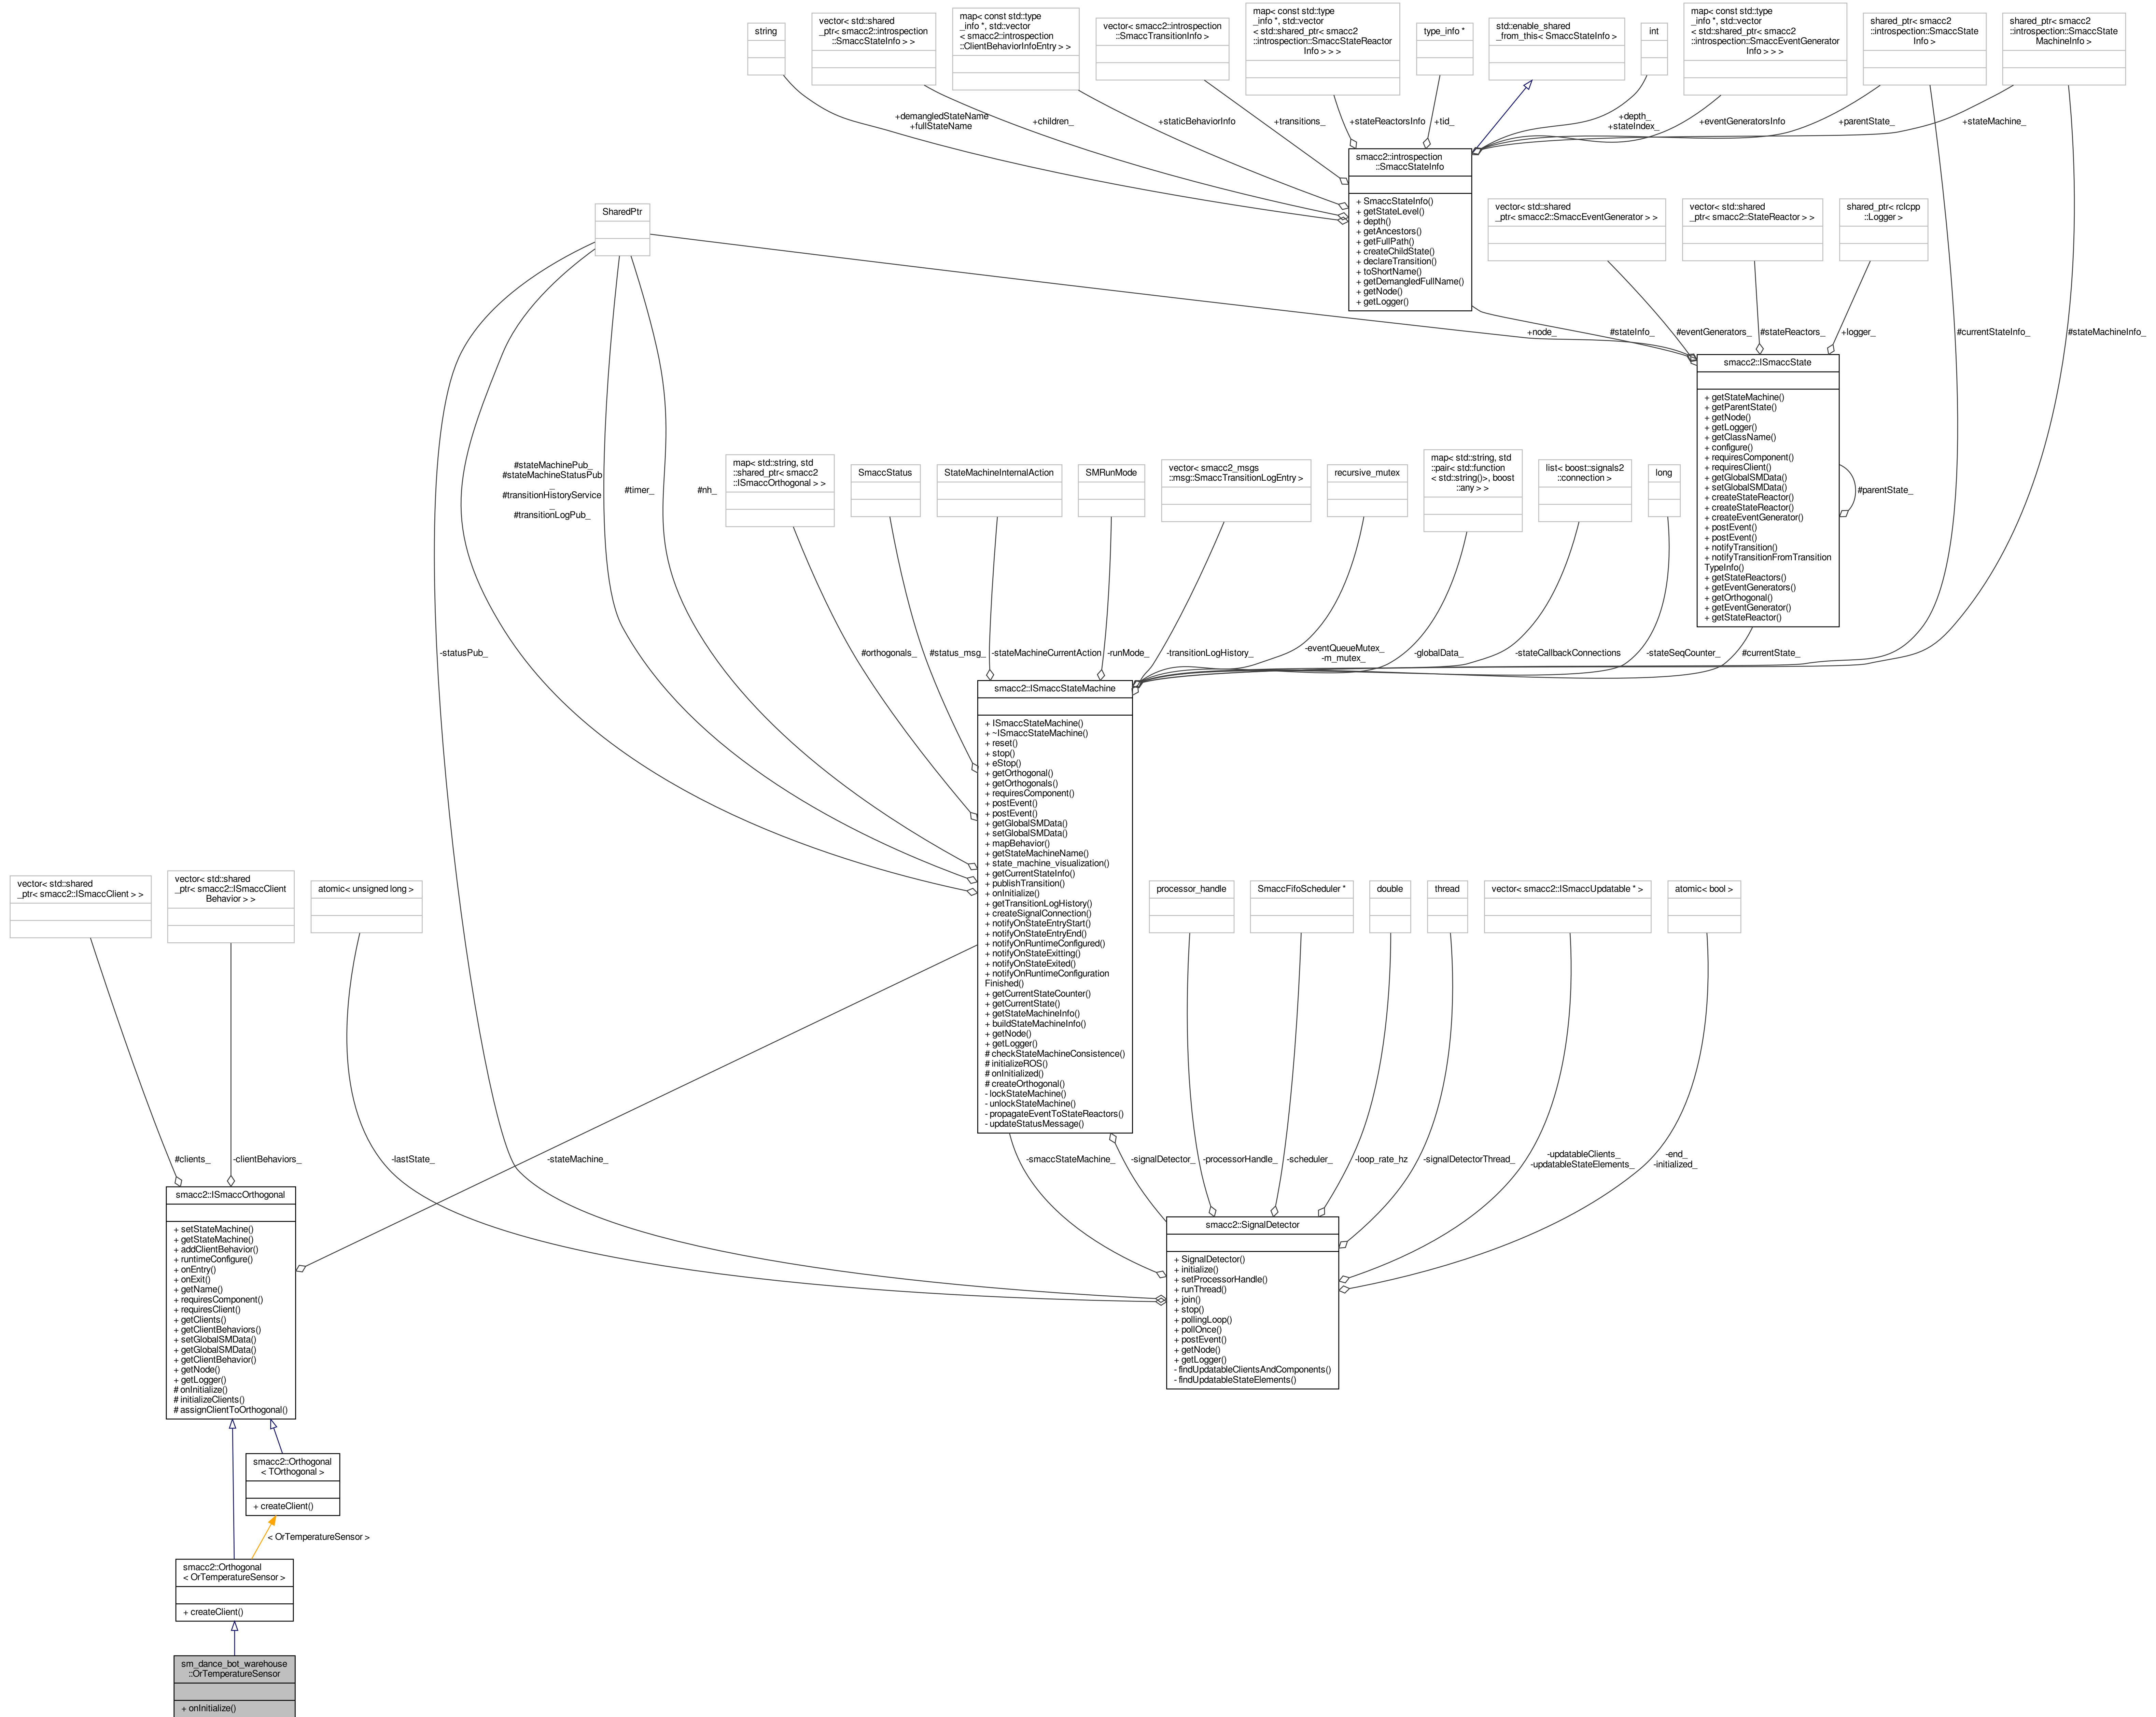 string
vector< std::shared
_ptr< smacc2::introspection
::SmaccStateInfo > >
map< const std::type
_info *, std::vector
< smacc2::introspection
::ClientBehaviorInfoEntry > >
vector< smacc2::introspection
::SmaccTransitionInfo >
map< const std::type
_info *, std::vector
< std::shared_ptr< smacc2
::introspection::SmaccStateReactor
Info > > >
type_info *
std::enable_shared
_from_this< SmaccStateInfo >
int
map< const std::type
_info *, std::vector
< std::shared_ptr< smacc2
::introspection::SmaccEventGenerator
Info > > >
shared_ptr< smacc2
::introspection::SmaccState
Info >
shared_ptr< smacc2
::introspection::SmaccState
MachineInfo >
+demangledStateName
+fullStateName
+children_
+staticBehaviorInfo
+transitions_
+stateReactorsInfo
+tid_
+depth_
+stateIndex_
+eventGeneratorsInfo
+parentState_
+stateMachine_
smacc2::introspection
::SmaccStateInfo
+ SmaccStateInfo()
+ getStateLevel()
+ depth()
+ getAncestors()
+ getFullPath()
+ createChildState()
+ declareTransition()
+ toShortName()
+ getDemangledFullName()
+ getNode()
+ getLogger()
SharedPtr
vector< std::shared
_ptr< smacc2::SmaccEventGenerator > >
vector< std::shared
_ptr< smacc2::StateReactor > >
shared_ptr< rclcpp
::Logger >
+node_
#stateInfo_
#eventGenerators_
#stateReactors_
+logger_
#currentStateInfo_
#stateMachineInfo_
smacc2::ISmaccState
+ getStateMachine()
+ getParentState()
+ getNode()
+ getLogger()
+ getClassName()
+ configure()
+ requiresComponent()
+ requiresClient()
+ getGlobalSMData()
+ setGlobalSMData()
+ createStateReactor()
+ createStateReactor()
+ createEventGenerator()
+ postEvent()
+ postEvent()
+ notifyTransition()
+ notifyTransitionFromTransition
TypeInfo()
+ getStateReactors()
+ getEventGenerators()
+ getOrthogonal()
+ getEventGenerator()
+ getStateReactor()
#parentState_
#stateMachinePub_
#stateMachineStatusPub
_
#transitionHistoryService
_
#transitionLogPub_
#timer_
#nh_
map< std::string, std
::shared_ptr< smacc2
::ISmaccOrthogonal > >
SmaccStatus
StateMachineInternalAction
SMRunMode
vector< smacc2_msgs
::msg::SmaccTransitionLogEntry >
recursive_mutex
map< std::string, std
::pair< std::function
< std::string()>, boost
::any > >
list< boost::signals2
::connection >
long
-statusPub_
#orthogonals_
#status_msg_
-stateMachineCurrentAction
-runMode_
-transitionLogHistory_
-eventQueueMutex_
-m_mutex_
-globalData_
-stateCallbackConnections
-stateSeqCounter_
#currentState_
smacc2::ISmaccStateMachine
+ ISmaccStateMachine()
+ ~ISmaccStateMachine()
+ reset()
+ stop()
+ eStop()
+ getOrthogonal()
+ getOrthogonals()
+ requiresComponent()
+ postEvent()
+ postEvent()
+ getGlobalSMData()
+ setGlobalSMData()
+ mapBehavior()
+ getStateMachineName()
+ state_machine_visualization()
+ getCurrentStateInfo()
+ publishTransition()
+ onInitialize()
+ getTransitionLogHistory()
+ createSignalConnection()
+ notifyOnStateEntryStart()
+ notifyOnStateEntryEnd()
+ notifyOnRuntimeConfigured()
+ notifyOnStateExitting()
+ notifyOnStateExited()
+ notifyOnRuntimeConfiguration
Finished()
+ getCurrentStateCounter()
+ getCurrentState()
+ getStateMachineInfo()
+ buildStateMachineInfo()
+ getNode()
+ getLogger()
# checkStateMachineConsistence()
# initializeROS()
# onInitialized()
# createOrthogonal()
- lockStateMachine()
- unlockStateMachine()
- propagateEventToStateReactors()
- updateStatusMessage()
vector< std::shared
_ptr< smacc2::ISmaccClient > >
vector< std::shared
_ptr< smacc2::ISmaccClient
Behavior > >
atomic< unsigned long >
processor_handle
SmaccFifoScheduler *
double
thread
vector< smacc2::ISmaccUpdatable * >
atomic< bool >
#clients_
-clientBehaviors_
-lastState_
-stateMachine_
-smaccStateMachine_
-signalDetector_
-processorHandle_
-scheduler_
-loop_rate_hz
-signalDetectorThread_
-updatableClients_
-updatableStateElements_
-end_
-initialized_
smacc2::ISmaccOrthogonal
+ setStateMachine()
+ getStateMachine()
+ addClientBehavior()
+ runtimeConfigure()
+ onEntry()
+ onExit()
+ getName()
+ requiresComponent()
+ requiresClient()
+ getClients()
+ getClientBehaviors()
+ setGlobalSMData()
+ getGlobalSMData()
+ getClientBehavior()
+ getNode()
+ getLogger()
# onInitialize()
# initializeClients()
# assignClientToOrthogonal()
smacc2::SignalDetector
+ SignalDetector()
+ initialize()
+ setProcessorHandle()
+ runThread()
+ join()
+ stop()
+ pollingLoop()
+ pollOnce()
+ postEvent()
+ getNode()
+ getLogger()
- findUpdatableClientsAndComponents()
- findUpdatableStateElements()
smacc2::Orthogonal
< TOrthogonal >
+ createClient()
< OrTemperatureSensor >
smacc2::Orthogonal
< OrTemperatureSensor >
+ createClient()
sm_dance_bot_warehouse
::OrTemperatureSensor
+ onInitialize()